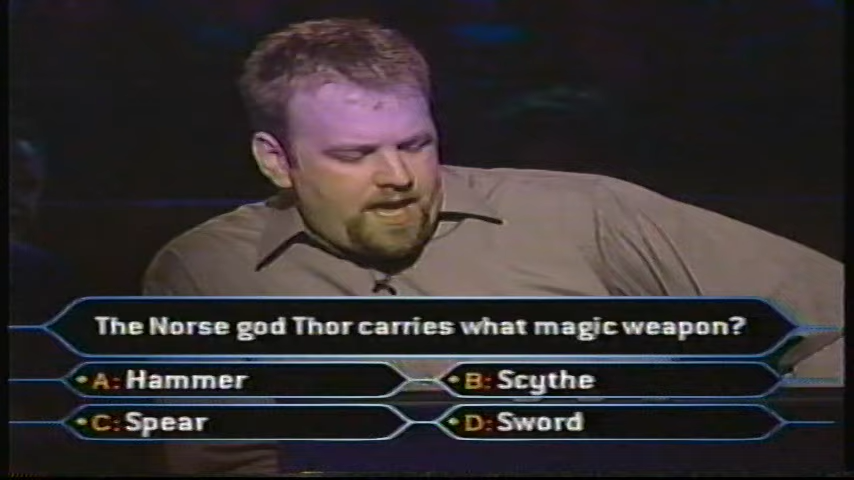 The Norse god Thor carries what magic weapon?
A: Hammer
B: Scythe
C: Spear
D: Sword